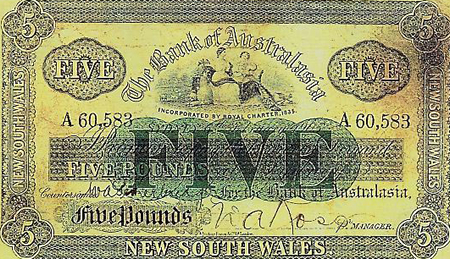 5 5
The Bank of Australasia
FIVE FIVE
INCORPORATED BY ROYAL CHARTER, 1835.
A 60,583 A 60,583
NEW SOUTH WALES NEW SOUTH WALES
FIVE
FIVE POUNDS
for the Bank of Australasia.
Five Pounds
P. MANAGER.
5 5
NEW SOUTH WALES.